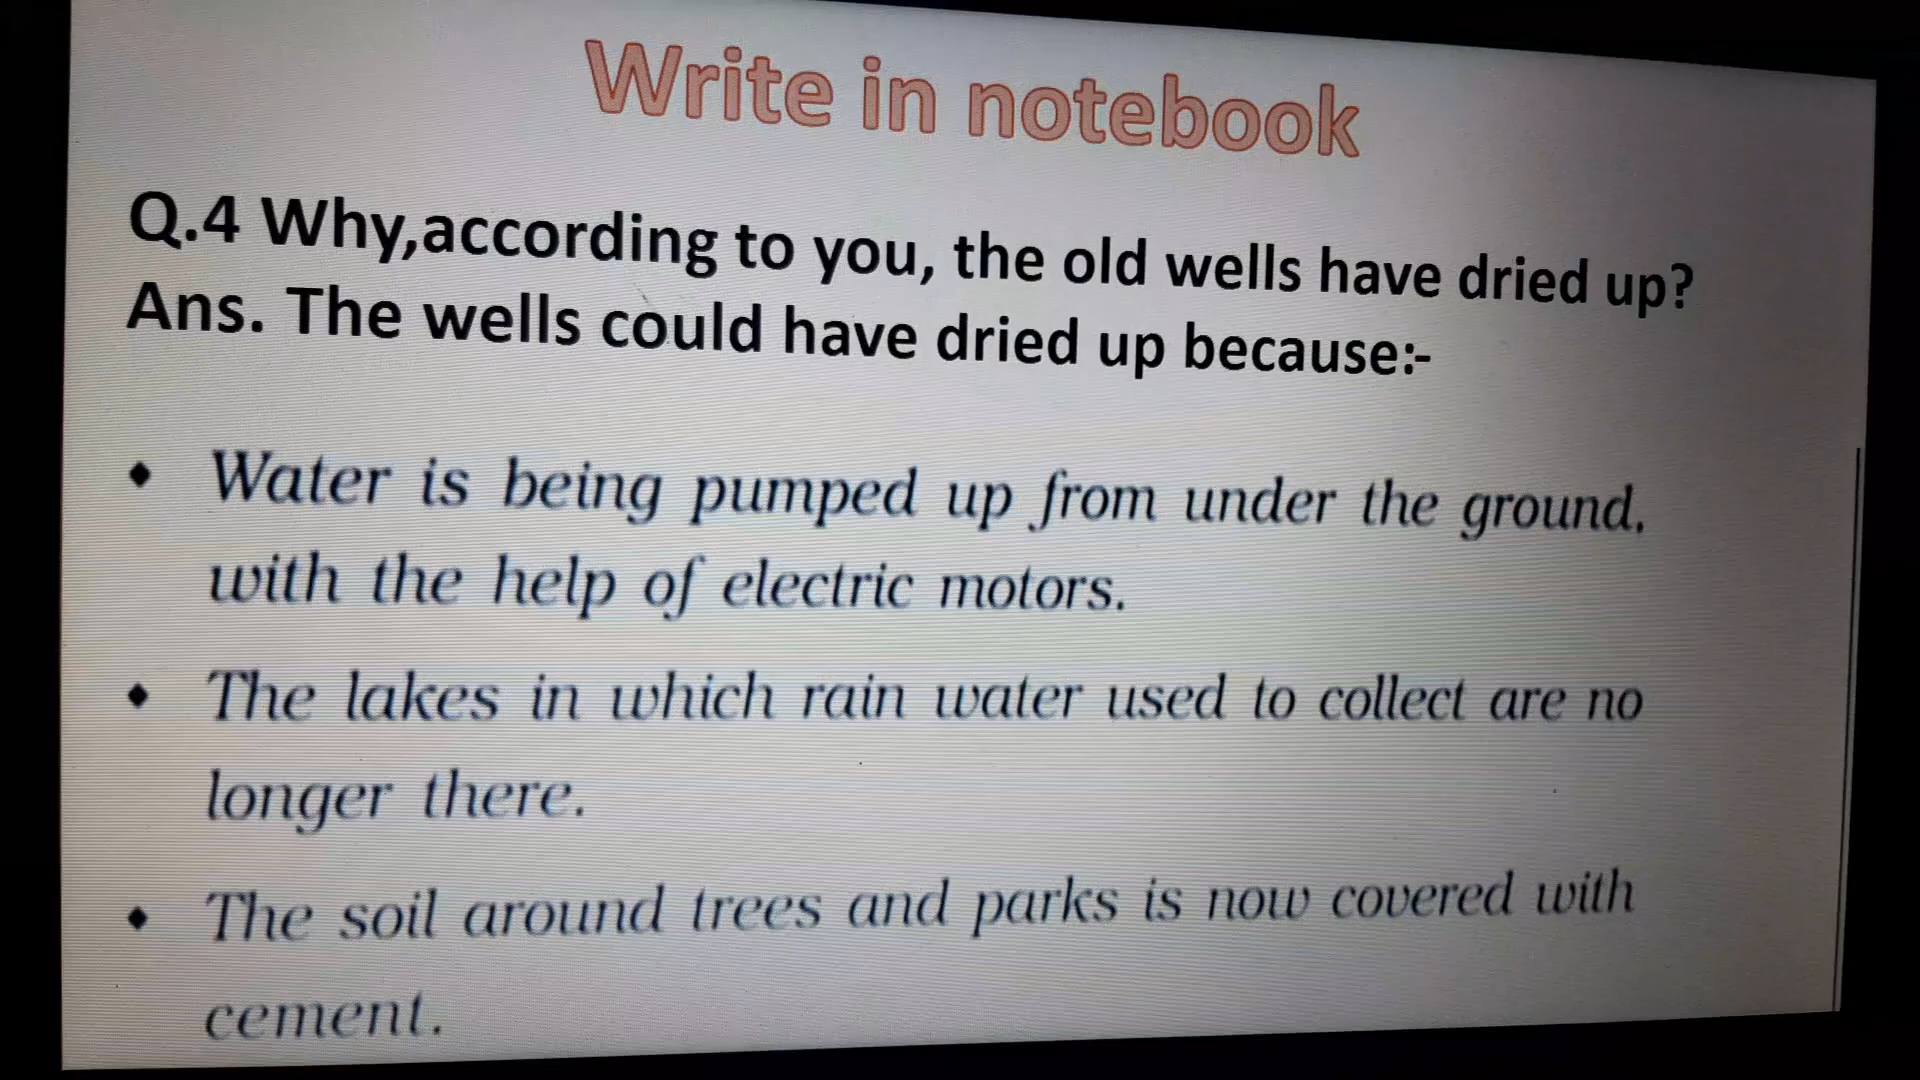 Write in notebook
Q.4 Why,according to you, the old wells have dried up?
Ans. The wells could have dried up because:-
• Water is being pumped up from under the ground,
with the help of electric motors.
• The lakes in which rain water used to collect are no
longer there.
• The soil around trees and parks is now covered with
cement.